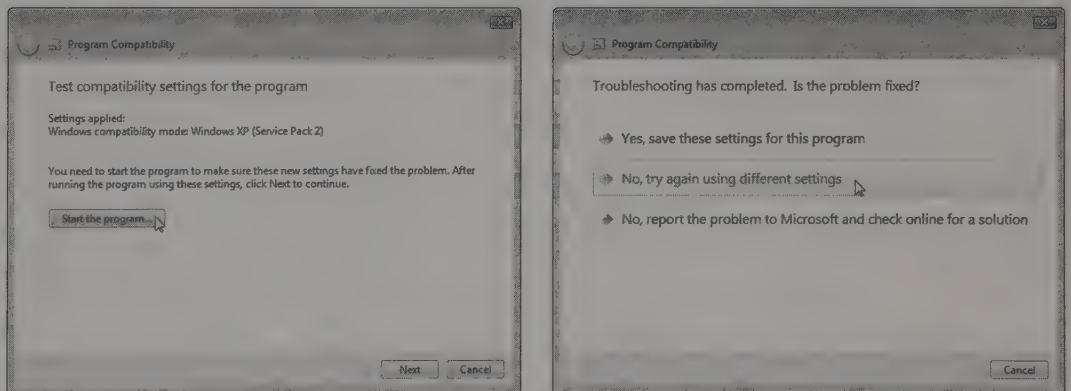 Program Compatibility
Test compatibility settings for the program
Settings applied:
Windows compatibility mode: Windows XP (Service Pack 2)
You need to start the program to make sure these new settings have fixed the problem. After
running the program using these settings, click Next to continue.
Start the program...
Next
Cancel
Program Compatibility
Troubleshooting has completed. Is the problem fixed?
Yes, save these settings for this program
No, try again using different settings
No, report the problem to Microsoft and check online for a solution
Cancel